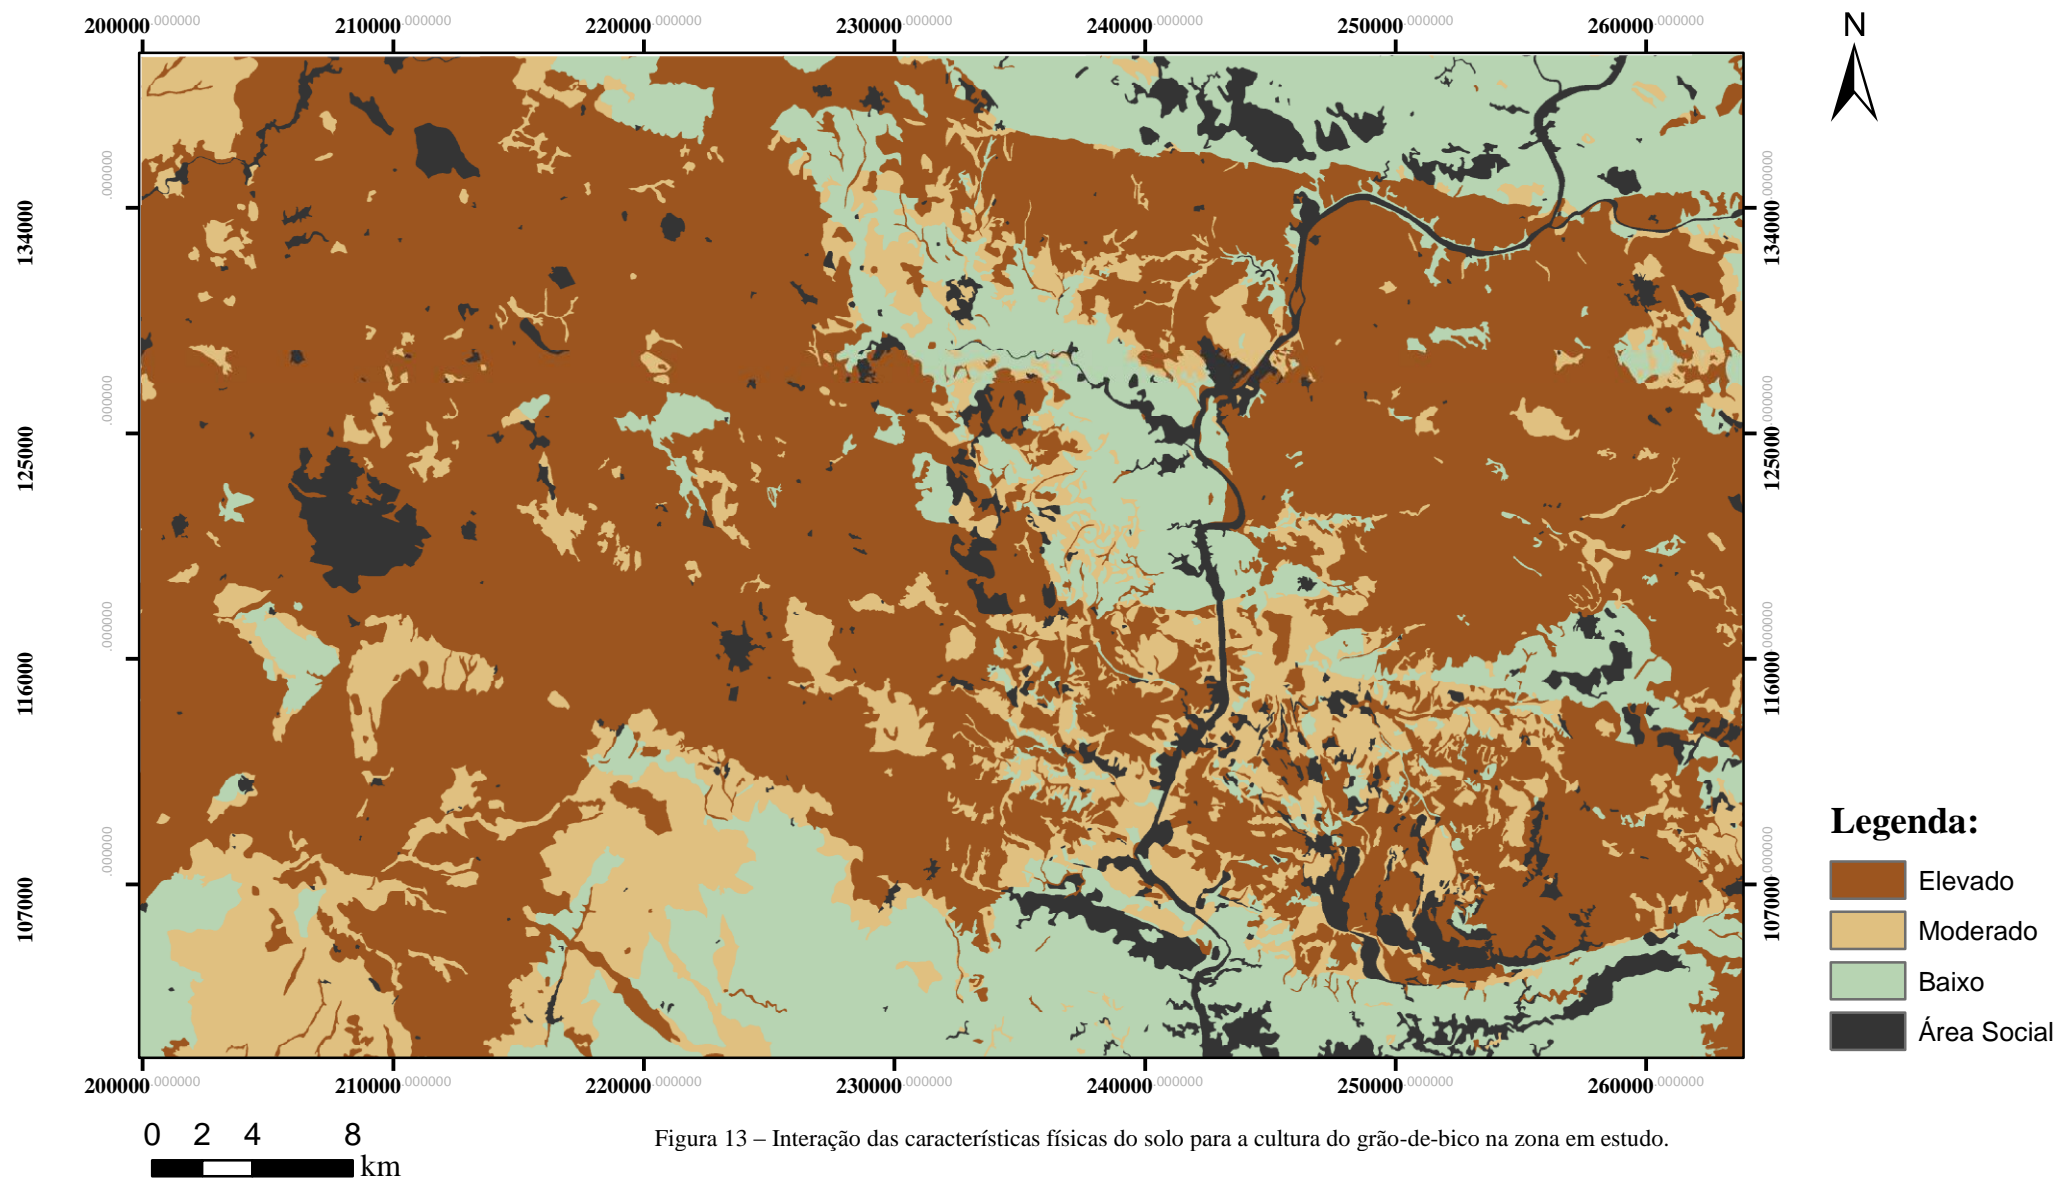 200000.000000 210000.000000 220000.000000 230000.000000 240000.000000 250000.000000 260000.000000
N
134000.000000
134000.000000
125000.000000
125000.000000
116000.000000
116000.000000
107000.000000
107000.000000
Legenda:
Elevado
Moderado
Baixo
Área Social
200000.000000 210000.000000 220000.000000 230000.000000 240000.000000 250000.000000 260000.000000
0 2 4 8
km
Figura 13 – Interação das características físicas do solo para a cultura do grão-de-bico na zona em estudo.